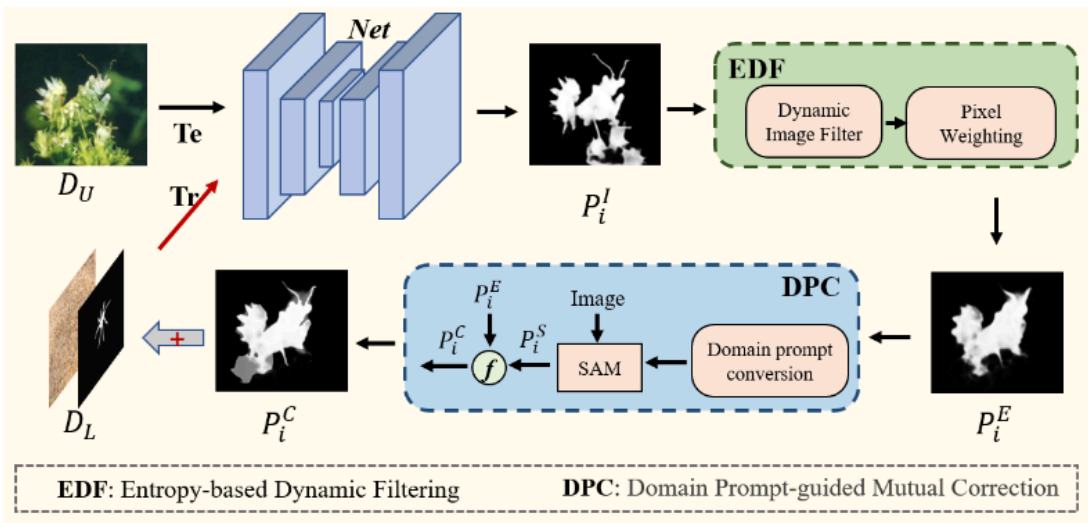 Net
EDF
Dynamic
Image Filter
Pixel
Weighting
Te
D_U
Tr
P_i^I
DPC
P_i^E
Image
P_i^C
P_i^S
f
SAM
Domain prompt
conversion
+
D_L
P_i^C
P_i^E
EDF: Entropy-based Dynamic Filtering
DPC: Domain Prompt-guided Mutual Correction